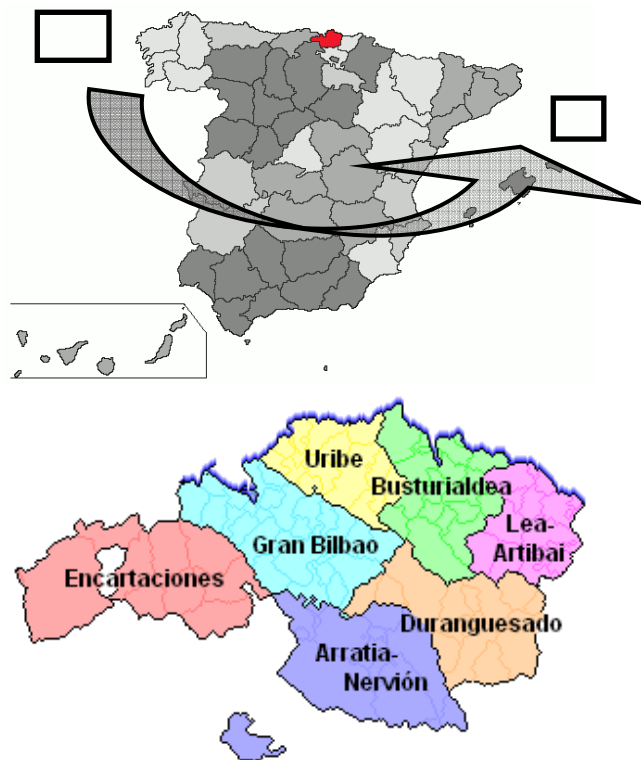 Uribe
Busturialdea
Lea-
Artibai
Gran Bilbao
Encartaciones
Duranguesado
Arratia-
Nervión